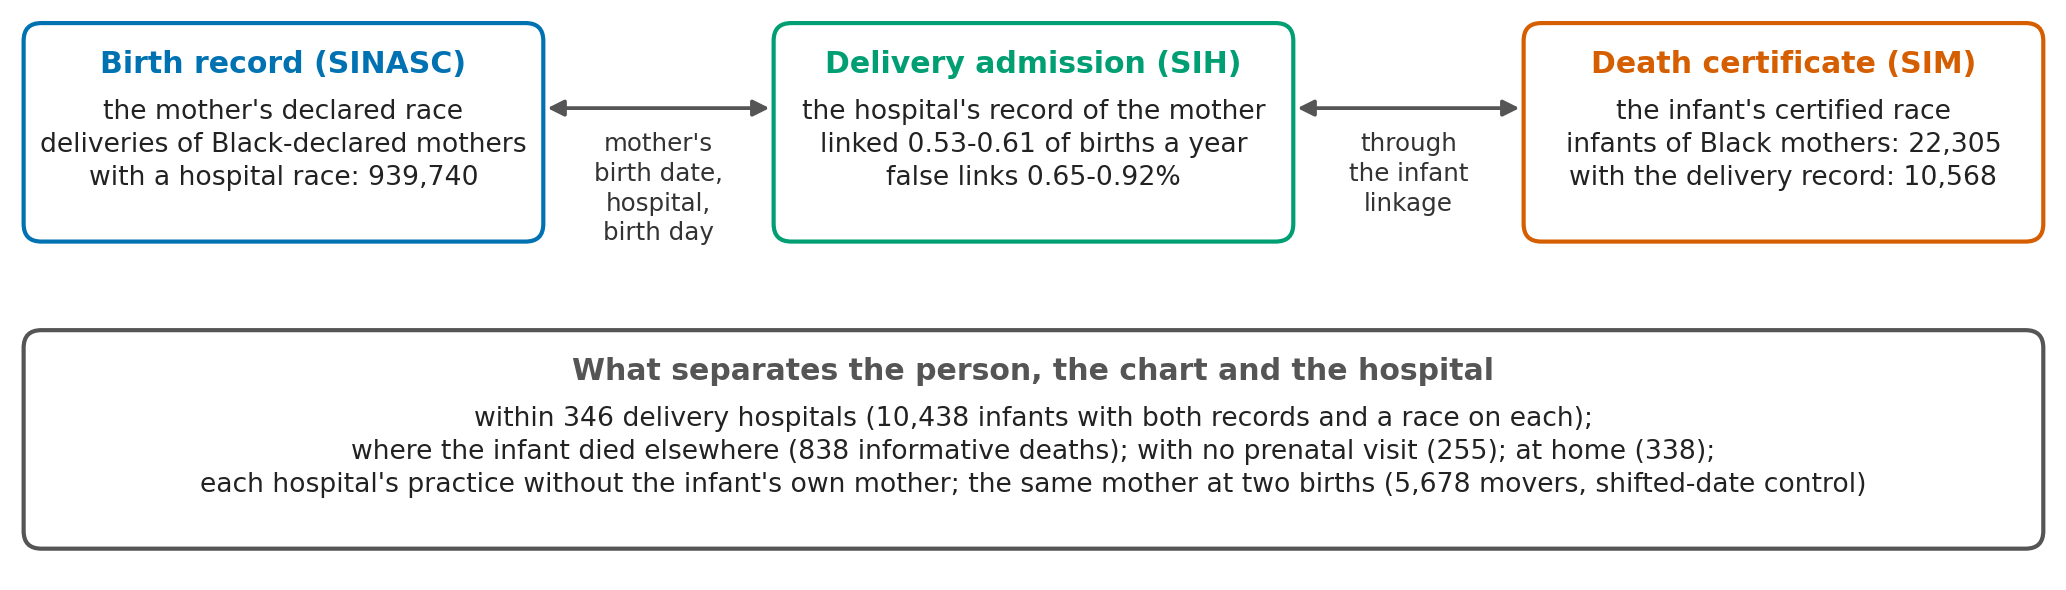 Birth record (SINASC)
the mother's declared race
deliveries of Black-declared mothers
with a hospital race: 939,740
mother's
birth date,
hospital,
birth day
Delivery admission (SIH)
the hospital's record of the mother
linked 0.53-0.61 of births a year
false links 0.65-0.92%
through
the infant
linkage
Death certificate (SIM)
the infant's certified race
infants of Black mothers: 22,305
with the delivery record: 10,568
What separates the person, the chart and the hospital
within 346 delivery hospitals (10,438 infants with both records and a race on each);
where the infant died elsewhere (838 informative deaths); with no prenatal visit (255); at home (338);
each hospital's practice without the infant's own mother; the same mother at two births (5,678 movers, shifted-date control)